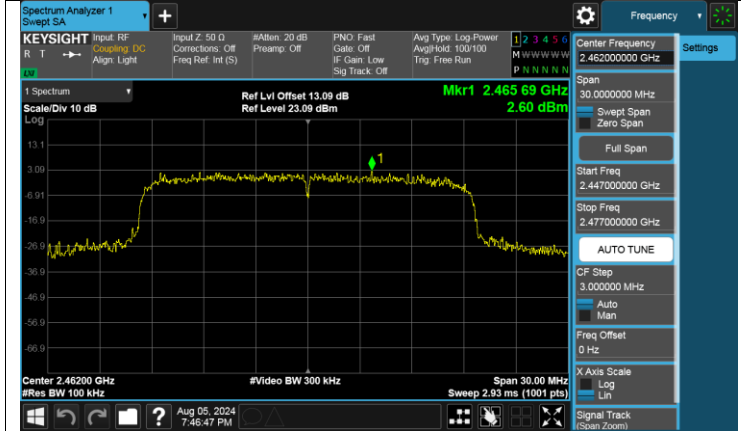 Spectrum Analyzer 1
Swept SA
Frequency
KEYSIGHT
R T
LW
Input: RF
Coupling: DC
Align: Light
Input Z: 50 Ω
Corrections: Off
Freq Ref: Int (S)
#Atten: 20 dB
Preamp: Off
PNO: Fast
Gate: Off
IF Gain: Low
Sig Track: Off
Avg Type: Log-Power
Avg|Hold: 100/100
Trig: Free Run
1 2 3 4 5 6
M W W W W W
P N N N N N
Settings
Center Frequency
2.462000000 GHz
Span
30.0000000 MHz
Swept Span
Zero Span
Full Span
Start Freq
2.447000000 GHz
Stop Freq
2.477000000 GHz
AUTO TUNE
CF Step
3.000000 MHz
Auto
Man
Freq Offset
0 Hz
X Axis Scale
Log
Lin
Signal Track
(Span Zoom)
1 Spectrum
Scale/Div 10 dB
Log
Ref Lvl Offset 13.09 dB
Ref Level 23.09 dBm
Mkr1 2.465 69 GHz
2.60 dBm
1
13.1
3.09
-6.91
-16.9
-26.9
-36.9
-46.9
-56.9
-66.9
Center 2.46200 GHz
#Res BW 100 kHz
#Video BW 300 kHz
Span 30.00 MHz
Sweep 2.93 ms (1001 pts)
?
Aug 05, 2024
7:46:47 PM